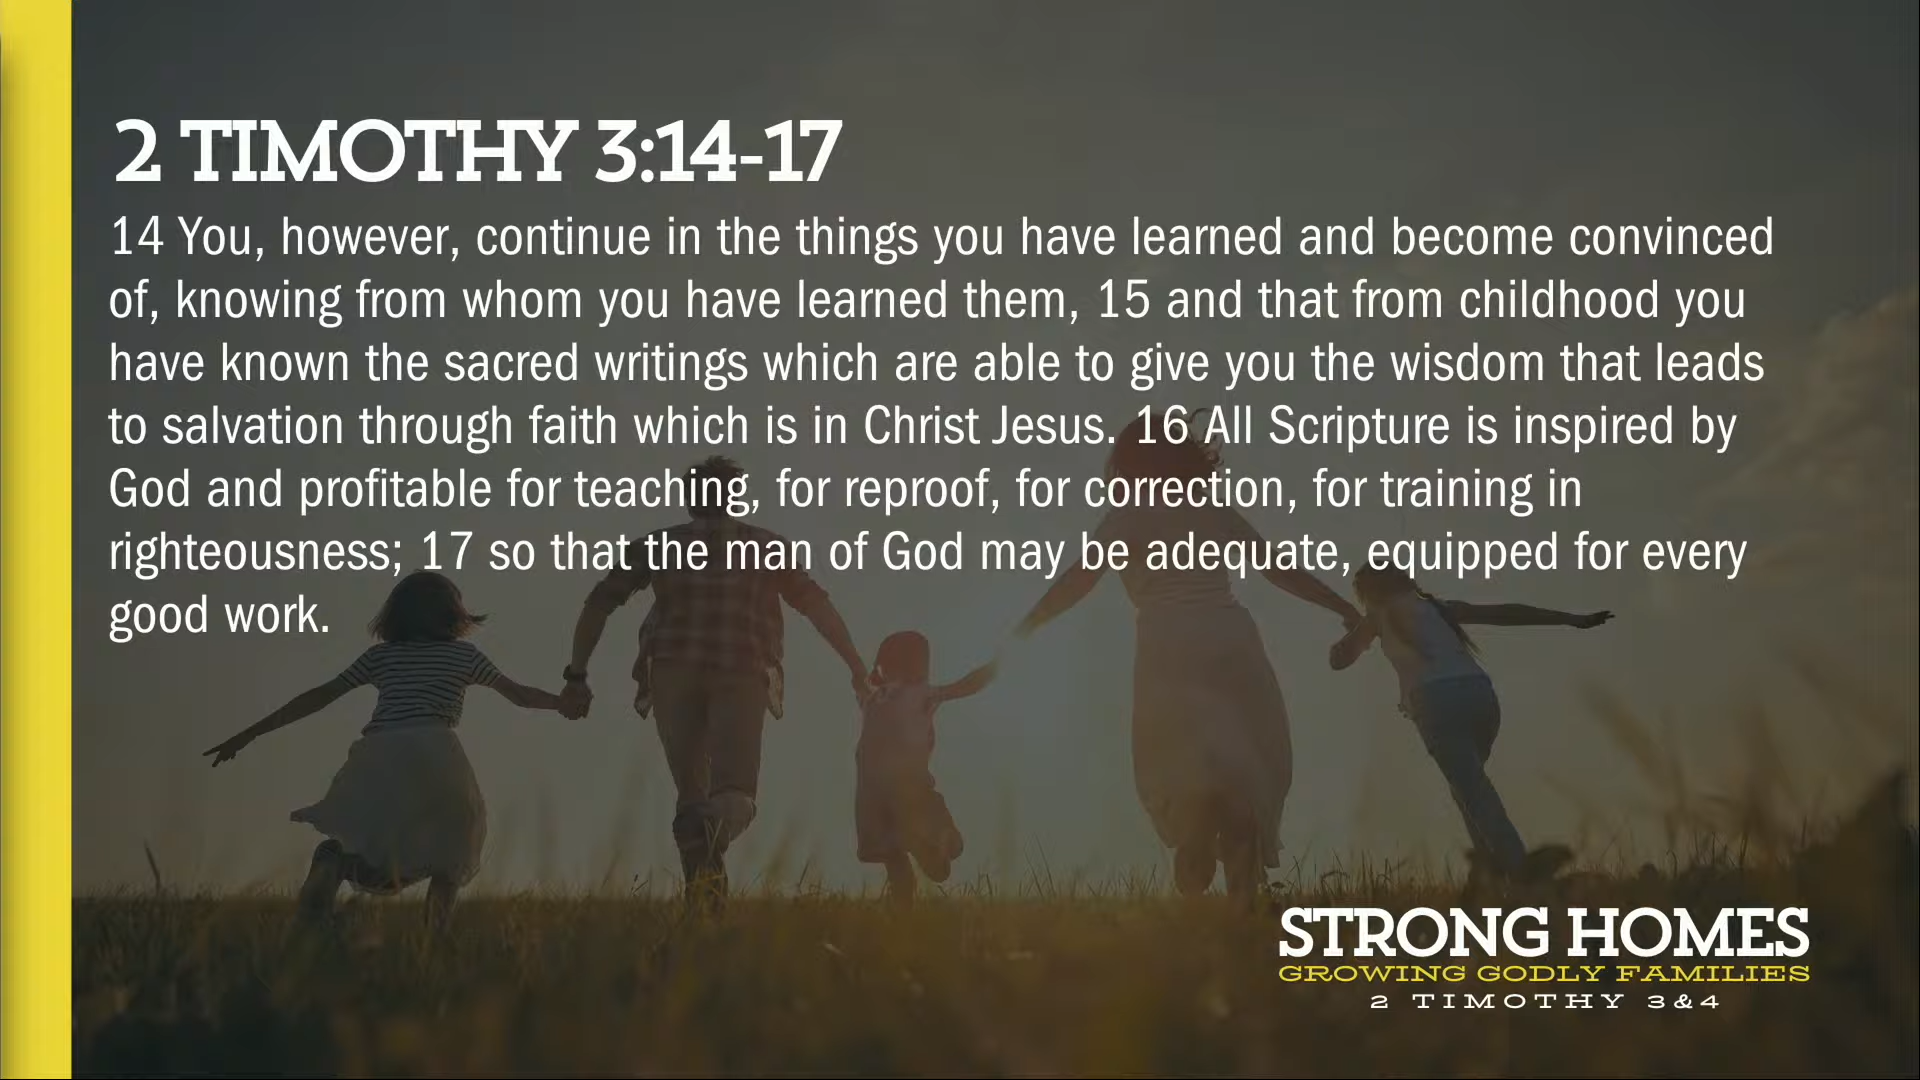 2 TIMOTHY 3:14-17
14 You, however, continue in the things you have learned and become convinced
of, knowing from whom you have learned them, 15 and that from childhood you
have known the sacred writings which are able to give you the wisdom that leads
to salvation through faith which is in Christ Jesus. 16 All Scripture is inspired by
God and profitable for teaching, for reproof, for correction, for training in
righteousness; 17 so that the man of God may be adequate, equipped for every
good work.
STRONG HOMES
GROWING GODLY FAMILIES
2 TIMOTHY 3&4